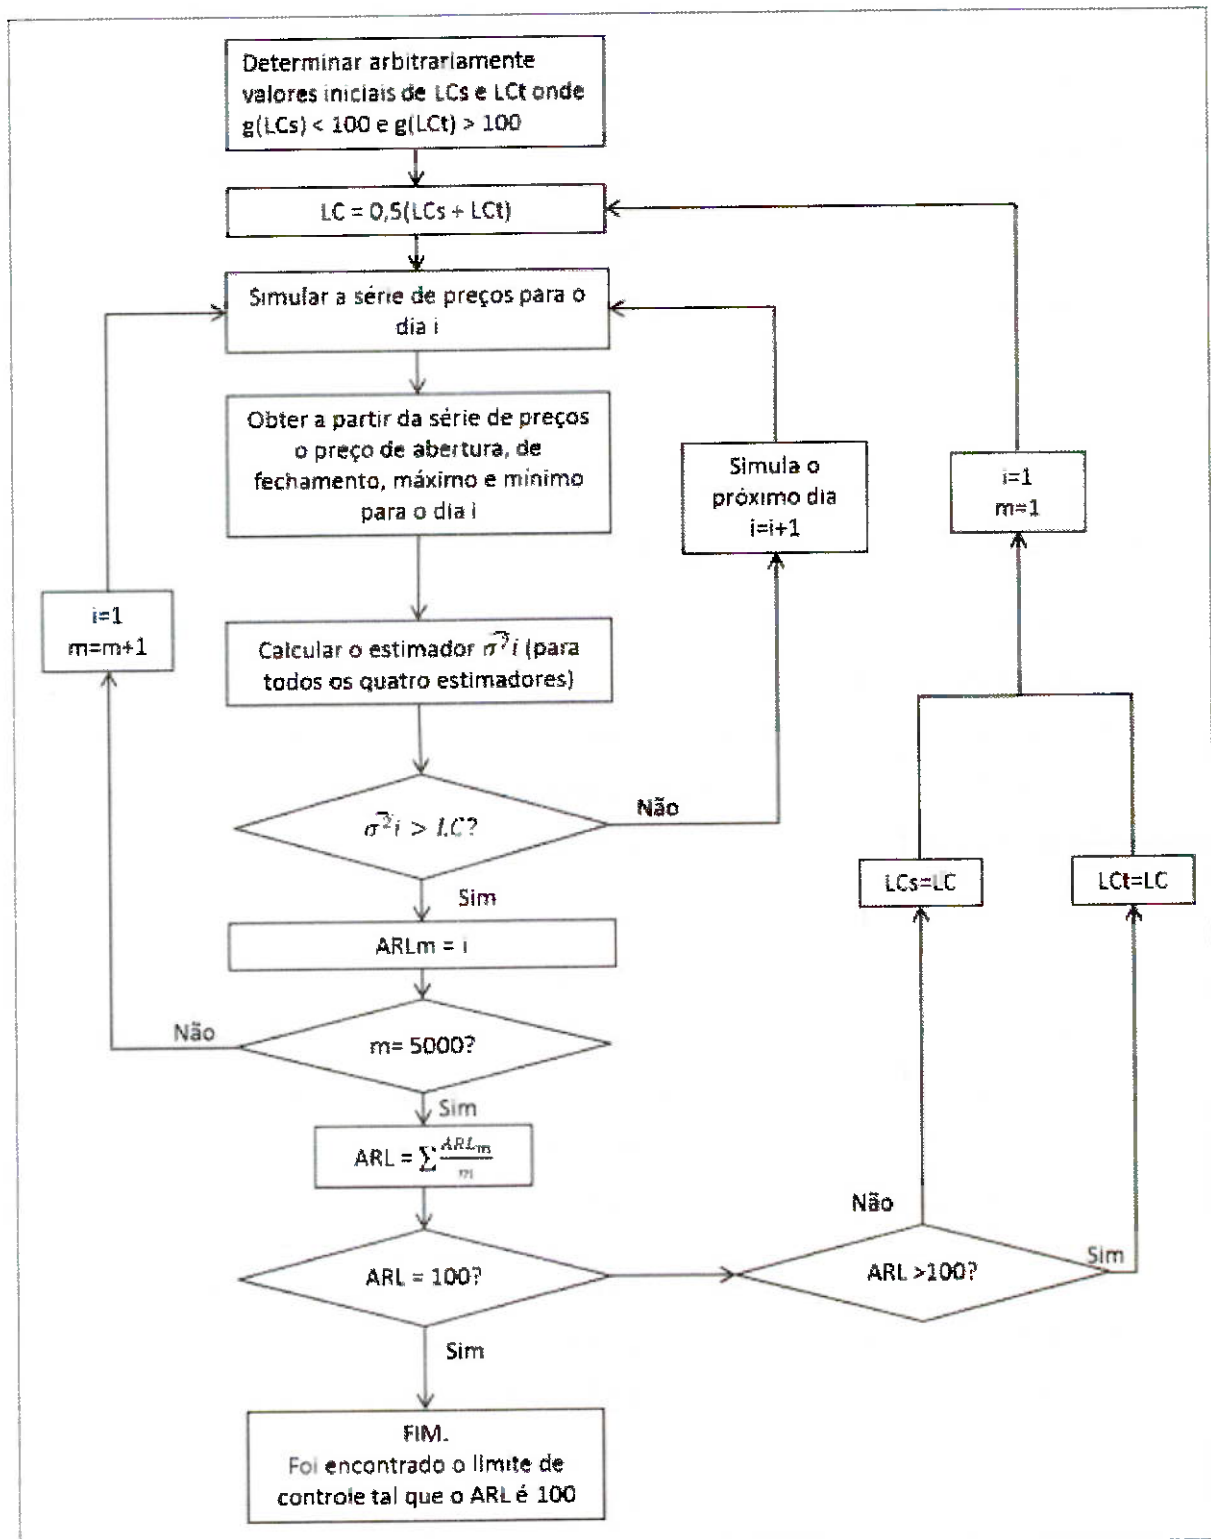 Determinar arbitrariamente
valores iniciais de LCs e LCt onde
g(LCs) < 100 e g(LCt) > 100
LC = 0,5(LCs + LCt)
Simular a série de preços para o
dia i
Obter a partir da série de preços
o preço de abertura, de
fechamento, máximo e mínimo
para o dia i
Simula o
próximo dia
i=i+1
i=1
m=1
i=1
m=m+1
Calcular o estimador σ²i (para
todos os quatro estimadores)
σ²i > LC?
Não
Sim
LCs=LC
LCt=LC
ARLm = i
Não
m= 5000?
Sim
ARL = ∑ ARLm/m
Não
ARL = 100?
ARL >100?
Sim
Sim
FIM.
Foi encontrado o limite de
controle tal que o ARL é 100